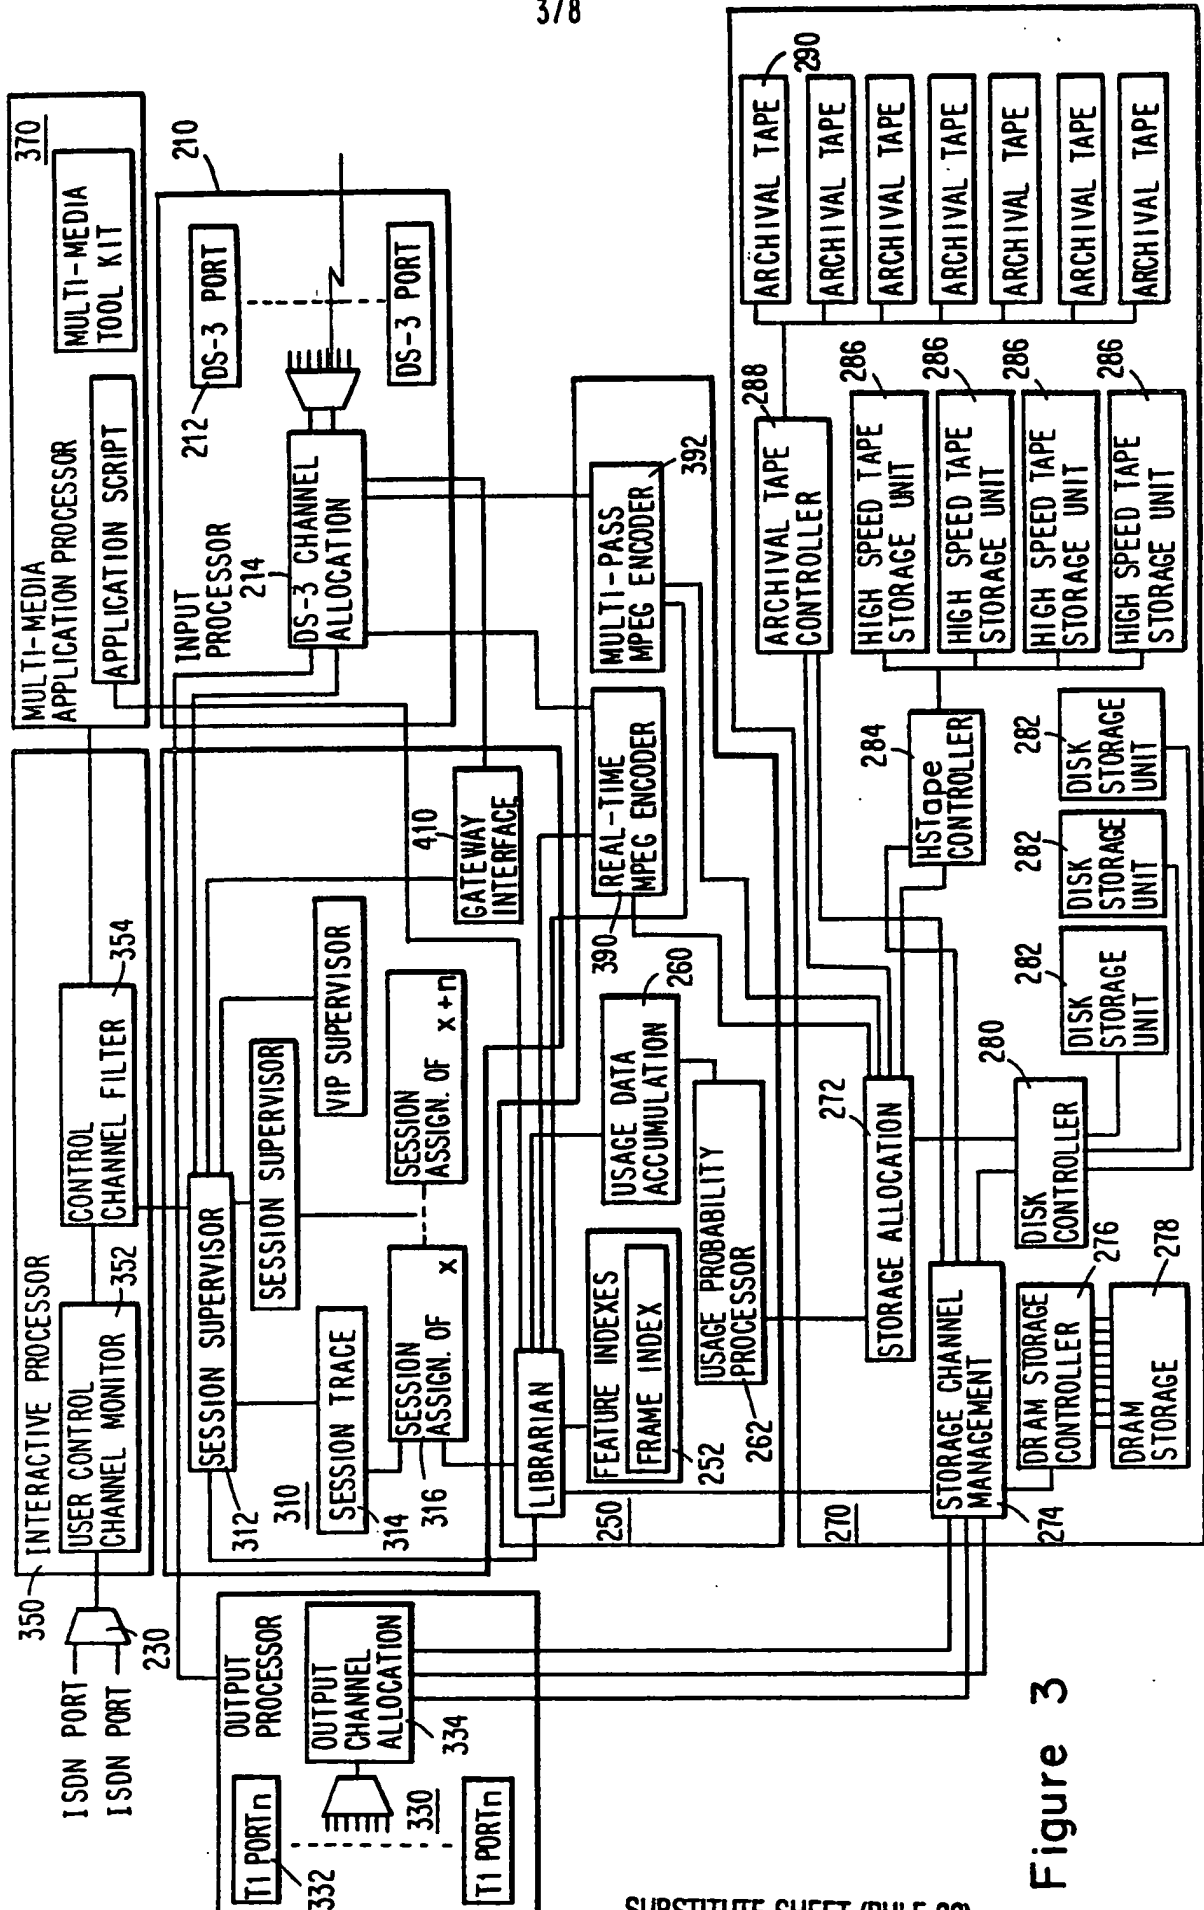 3/8
350
INTERACTIVE PROCESSOR
ISDN PORT
ISDN PORT
230
USER CONTROL
CHANNEL MONITOR
352
CONTROL
CHANNEL FILTER
354
MULTI-MEDIA
APPLICATION PROCESSOR
370
APPLICATION SCRIPT
MULTI-MEDIA
TOOL KIT
SESSION SUPERVISOR
312
310
SESSION SUPERVISOR
VIP SUPERVISOR
SESSION TRACE
314
SESSION
ASSIGN. OF X
316
SESSION
ASSIGN. OF X+n
GATEWAY
INTERFACE
410
INPUT
PROCESSOR
210
214
DS-3 CHANNEL
ALLOCATION
212
DS-3 PORT
DS-3 PORT
OUTPUT
PROCESSOR
OUTPUT
CHANNEL
ALLOCATION
334
330
T1 PORTn
332
T1 PORTn
LIBRARIAN
250
FEATURE INDEXES
FRAME INDEX
252
USAGE DATA
ACCUMULATION
260
USAGE PROBABILITY
PROCESSOR
262
REAL-TIME
MPEG ENCODER
390
MULTI-PASS
MPEG ENCODER
392
270
STORAGE ALLOCATION
272
STORAGE CHANNEL
MANAGEMENT
274
DRAM STORAGE
CONTROLLER
276
DRAM
STORAGE
278
DISK
CONTROLLER
280
DISK
STORAGE
UNIT
282
DISK
STORAGE
UNIT
282
DISK
STORAGE
UNIT
282
HSTape
CONTROLLER
284
HIGH SPEED TAPE
STORAGE UNIT
286
HIGH SPEED TAPE
STORAGE UNIT
286
HIGH SPEED TAPE
STORAGE UNIT
286
HIGH SPEED TAPE
STORAGE UNIT
286
ARCHIVAL TAPE
CONTROLLER
288
ARCHIVAL TAPE
290
ARCHIVAL TAPE
ARCHIVAL TAPE
ARCHIVAL TAPE
ARCHIVAL TAPE
ARCHIVAL TAPE
ARCHIVAL TAPE
Figure 3
SUBSTITUTE SHEET (RULE 26)